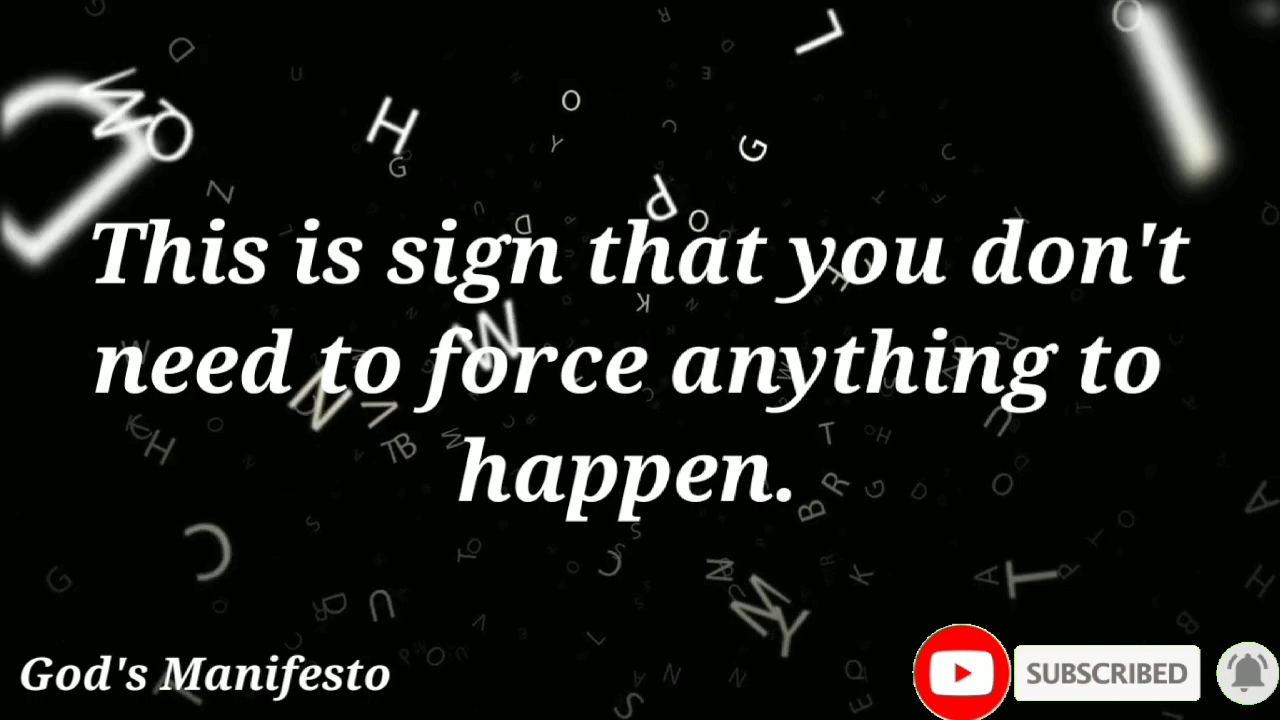 This is sign that you don't
need to force anything to
happen.
God's Manifesto
SUBSCRIBED